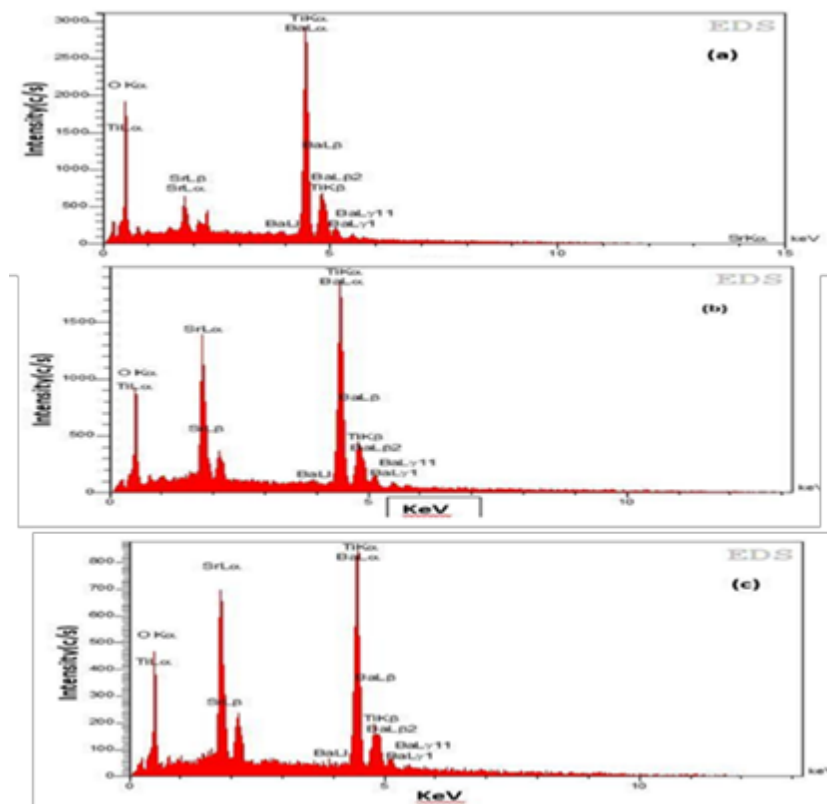 3000
2500
2000
1500
1000
500
0
Intensity(c/s)
TiKα
BaLα
EDS
(a)
O Kα
TiLα
BaLβ
SrLβ
SrLα
BaLβ2
TiKβ
BaLγ11
BaLl
BaLγ1
SrKα
0
5
10
15
keV
TiKα
BaLα
EDS
(b)
1500
1000
500
0
Intensity(c/s)
SrLα
O Kα
TiLα
BaLβ
SrLβ
TiKβ
BaLβ2
BaLγ11
BaLl
BaLγ1
0
5
10
keV
KeV
TiKα
BaLα
EDS
(c)
800
700
600
500
400
300
200
100
0
Intensity(c/s)
SrLα
O Kα
TiLα
BaLβ
SrLβ
TiKβ
BaLβ2
BaLγ11
BaLl
BaLγ1
0
5
10
keV
KeV